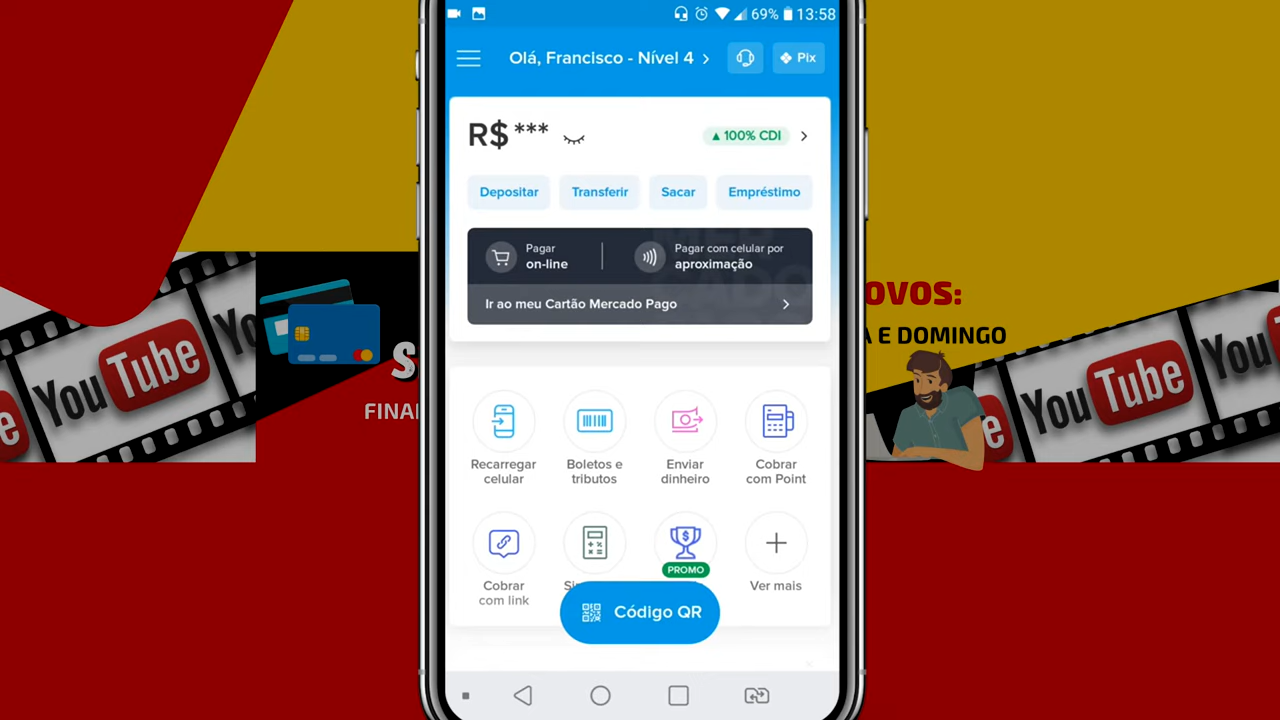 69% 13:58
Olá, Francisco - Nível 4
Pix
R$ ***
100% CDI
Depositar
Transferir
Sacar
Empréstimo
Pagar
on-line
Pagar com celular por
aproximação
Ir ao meu Cartão Mercado Pago
Recarregar
celular
Boletos e
tributos
Enviar
dinheiro
Cobrar
com Point
Cobrar
com link
PROMO
Ver mais
Código QR
YouTube
OVOS:
E DOMINGO
YouTube
YouTube